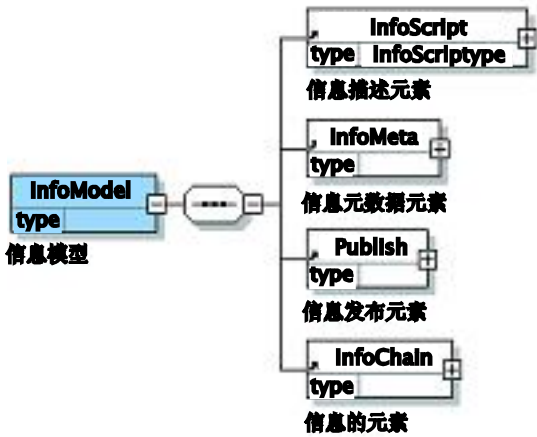 InfoScript
type InfoScriptype
信息描述元素
InfoMeta
type
信息元数据元素
InfoModel
type
信息模型
Publish
type
信息发布元素
InfoChain
type
信息的元素